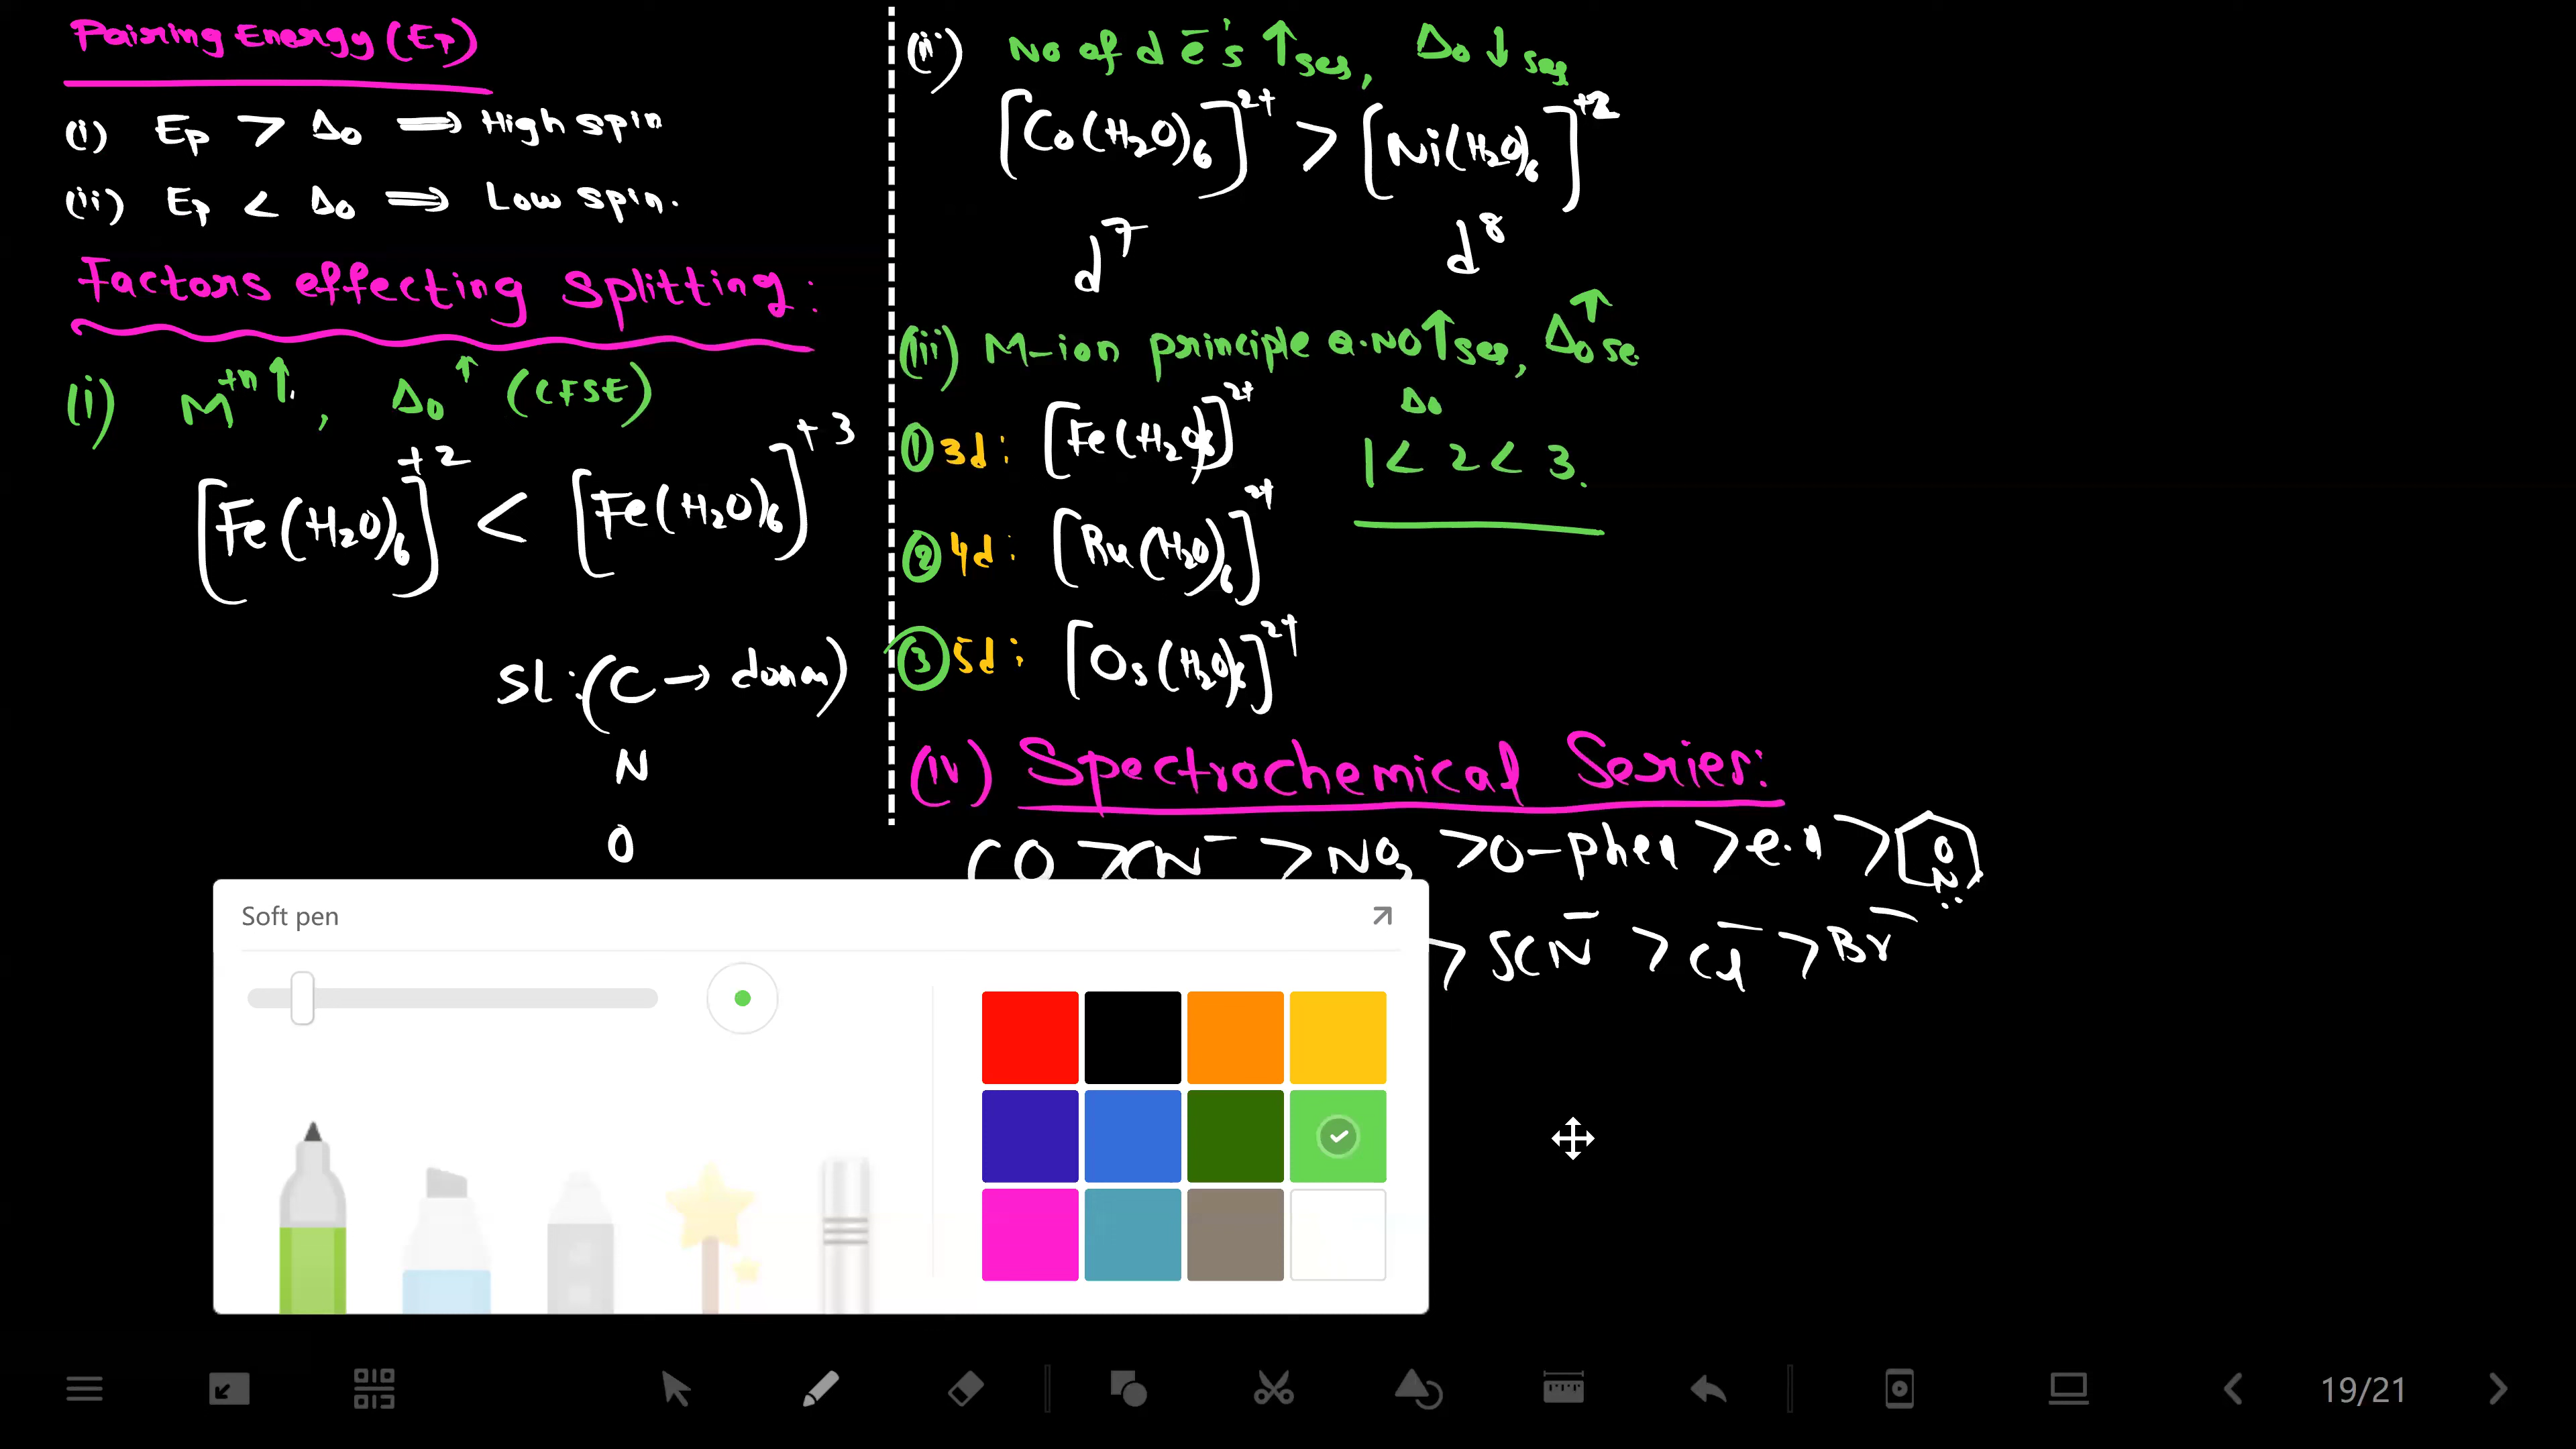 Pairing Energy (Ep)
(i) Ep > Δo ⟹ High spin
(ii) Ep < Δo ⟹ Low spin.
Factors effecting Splitting:
(i) M⁺ⁿ↑, Δo↑ (CFSE)
[Fe(H₂O)₆]⁺² < [Fe(H₂O)₆]⁺³
SL:(C → donor)
N
O
(ii) No of d ē's ↑ses, Δo ↓ses
[Co(H₂O)₆]²⁺ > [Ni(H₂O)₆]⁺²
d⁷ d⁸
(iii) M-ion principle Q.NO↑ses, Δo↑se.
Δo
① 3d: [Fe(H₂O)₆]²⁺ 1 < 2 < 3.
② 4d: [Ru(H₂O)₆]²⁺
③ 5d: [Os(H₂O)₆]²⁺
(iv) Spectrochemical Series:
CO > CN⁻ > NO₂ > O-phen > e.n > N
> SCN⁻ > Cl⁻ > Br⁻
Soft pen
19/21